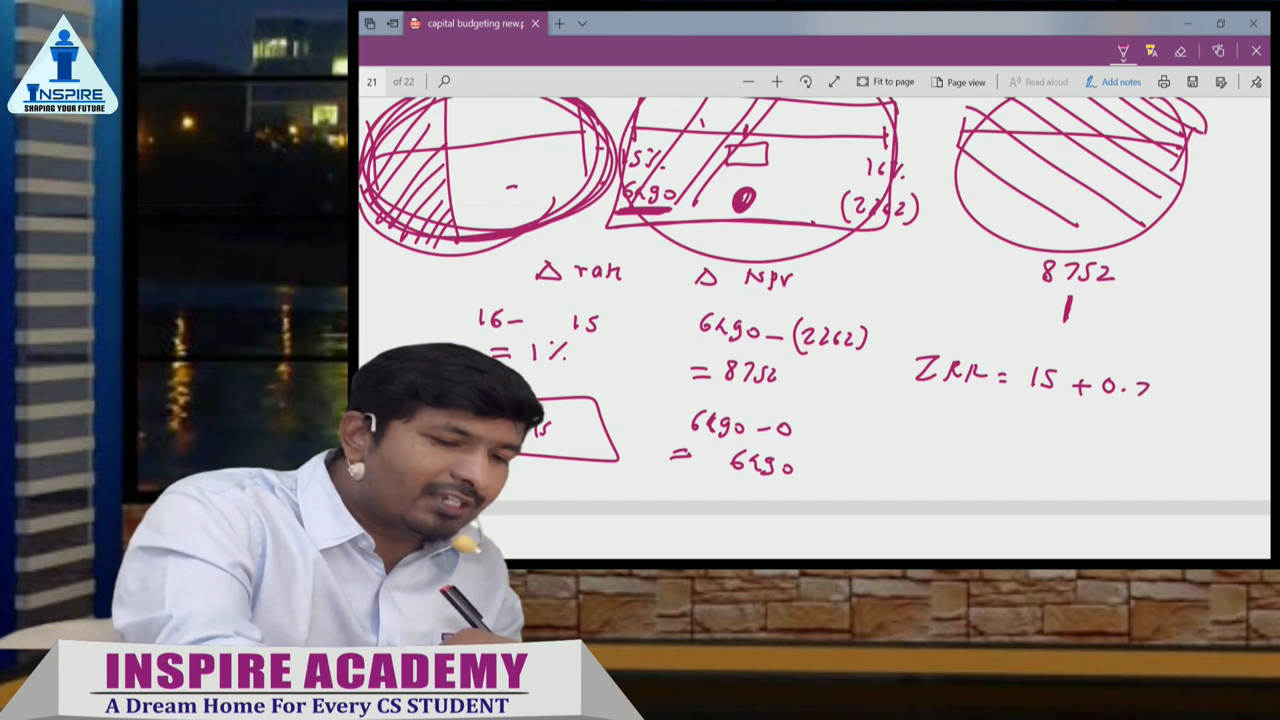 INSPIRE
SHAPING YOUR FUTURE
capital budgeting new.p
21 of 22
Fit to page
Page view
Read aloud
Add notes
15%
6490
16%
(2262)
8752
Δ rate
Δ NPV
16 - 15
= 1%
6490 - (2262)
= 8752
6490 - 0
= 6490
IRR = 15 + 0.7
15
INSPIRE ACADEMY
A Dream Home For Every CS STUDENT